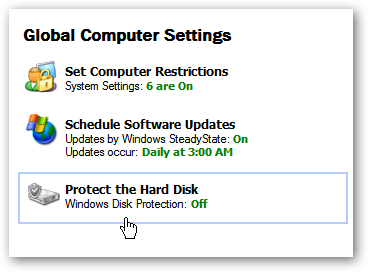 Global Computer Settings
Set Computer Restrictions
System Settings: 6 are On
Schedule Software Updates
Updates by Windows SteadyState: On
Updates occur: Daily at 3:00 AM
Protect the Hard Disk
Windows Disk Protection: Off